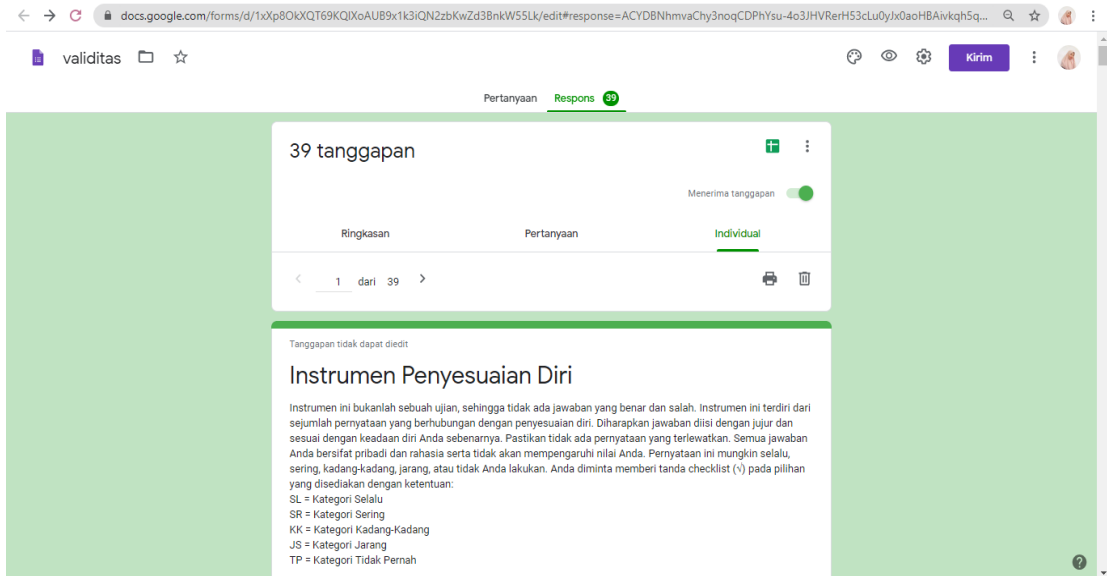 docs.google.com/forms/d/1xXp8OkXQT69KQIXoAUB9x1k3iQN2zbKwZd3BnkW55Lk/edit#response=ACYDBNhmvaChy3noqCDPhYsu-4o3JHVRerH53cLu0yJx0aoHBAivkqh5q...
validitas
Kirim
Pertanyaan Respons 39
39 tanggapan
Menerima tanggapan
Ringkasan Pertanyaan Individual
1 dari 39
Tanggapan tidak dapat diedit
Instrumen Penyesuaian Diri
Instrumen ini bukanlah sebuah ujian, sehingga tidak ada jawaban yang benar dan salah. Instrumen ini terdiri dari
sejumlah pernyataan yang berhubungan dengan penyesuaian diri. Diharapkan jawaban diisi dengan jujur dan
sesuai dengan keadaan diri Anda sebenarnya. Pastikan tidak ada pernyataan yang terlewatkan. Semua jawaban
Anda bersifat pribadi dan rahasia serta tidak akan mempengaruhi nilai Anda. Pernyataan ini mungkin selalu,
sering, kadang-kadang, jarang, atau tidak Anda lakukan. Anda diminta memberi tanda checklist (√) pada pilihan
yang disediakan dengan ketentuan:
SL = Kategori Selalu
SR = Kategori Sering
KK = Kategori Kadang-Kadang
JS = Kategori Jarang
TP = Kategori Tidak Pernah